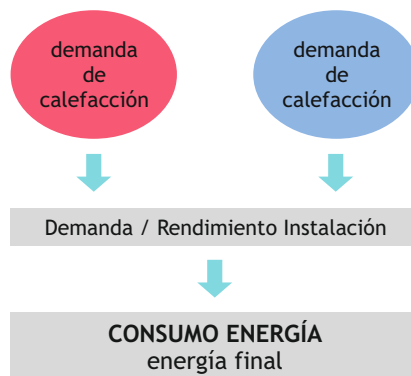 demanda
de
calefacción
demanda
de
calefacción
Demanda / Rendimiento Instalación
CONSUMO ENERGÍA
energía final